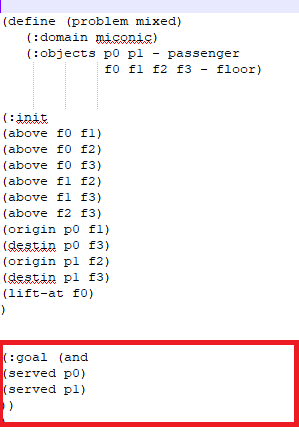 (define (problem mixed)
(:domain miconic)
(:objects p0 p1 - passenger
f0 f1 f2 f3 - floor)
(:init
(above f0 f1)
(above f0 f2)
(above f0 f3)
(above f1 f2)
(above f1 f3)
(above f2 f3)
(origin p0 f1)
(destin p0 f3)
(origin p1 f2)
(destin p1 f3)
(lift-at f0)
)
(:goal (and
(served p0)
(served p1)
))